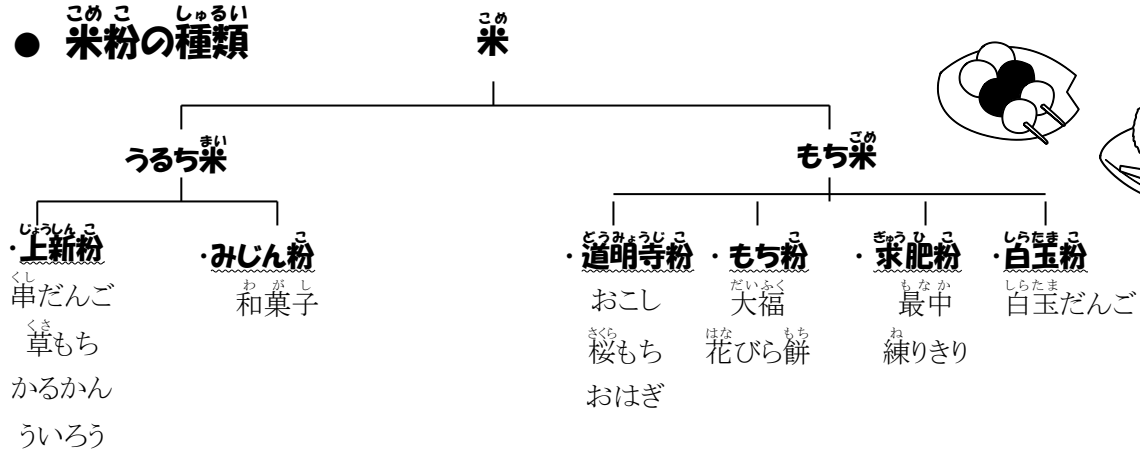 ● 米粉の種類
米
うるち米
もち米
・上新粉
串だんご
草もち
かるかん
ういろう
・みじん粉
和菓子
・道明寺粉
おこし
桜もち
おはぎ
・もち粉
大福
花びら餅
・求肥粉
最中
練りきり
・白玉粉
白玉だんご